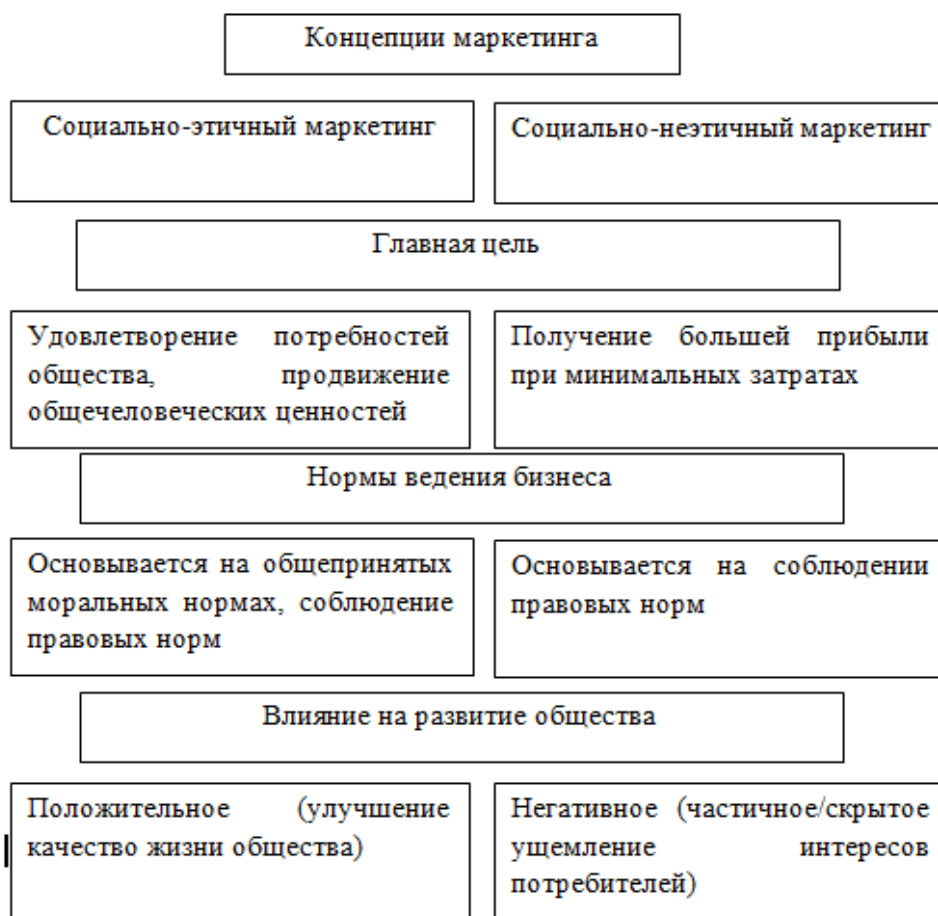 Концепции маркетинга
Социально-этичный маркетинг
Социально-неэтичный маркетинг
Главная цель
Удовлетворение потребностей
общества, продвижение
общечеловеческих ценностей
Получение большей прибыли
при минимальных затратах
Нормы ведения бизнеса
Основывается на общепринятых
моральных нормах, соблюдение
правовых норм
Основывается на соблюдении
правовых норм
Влияние на развитие общества
Положительное (улучшение
качество жизни общества)
Негативное (частичное/скрытое
ущемление интересов
потребителей)